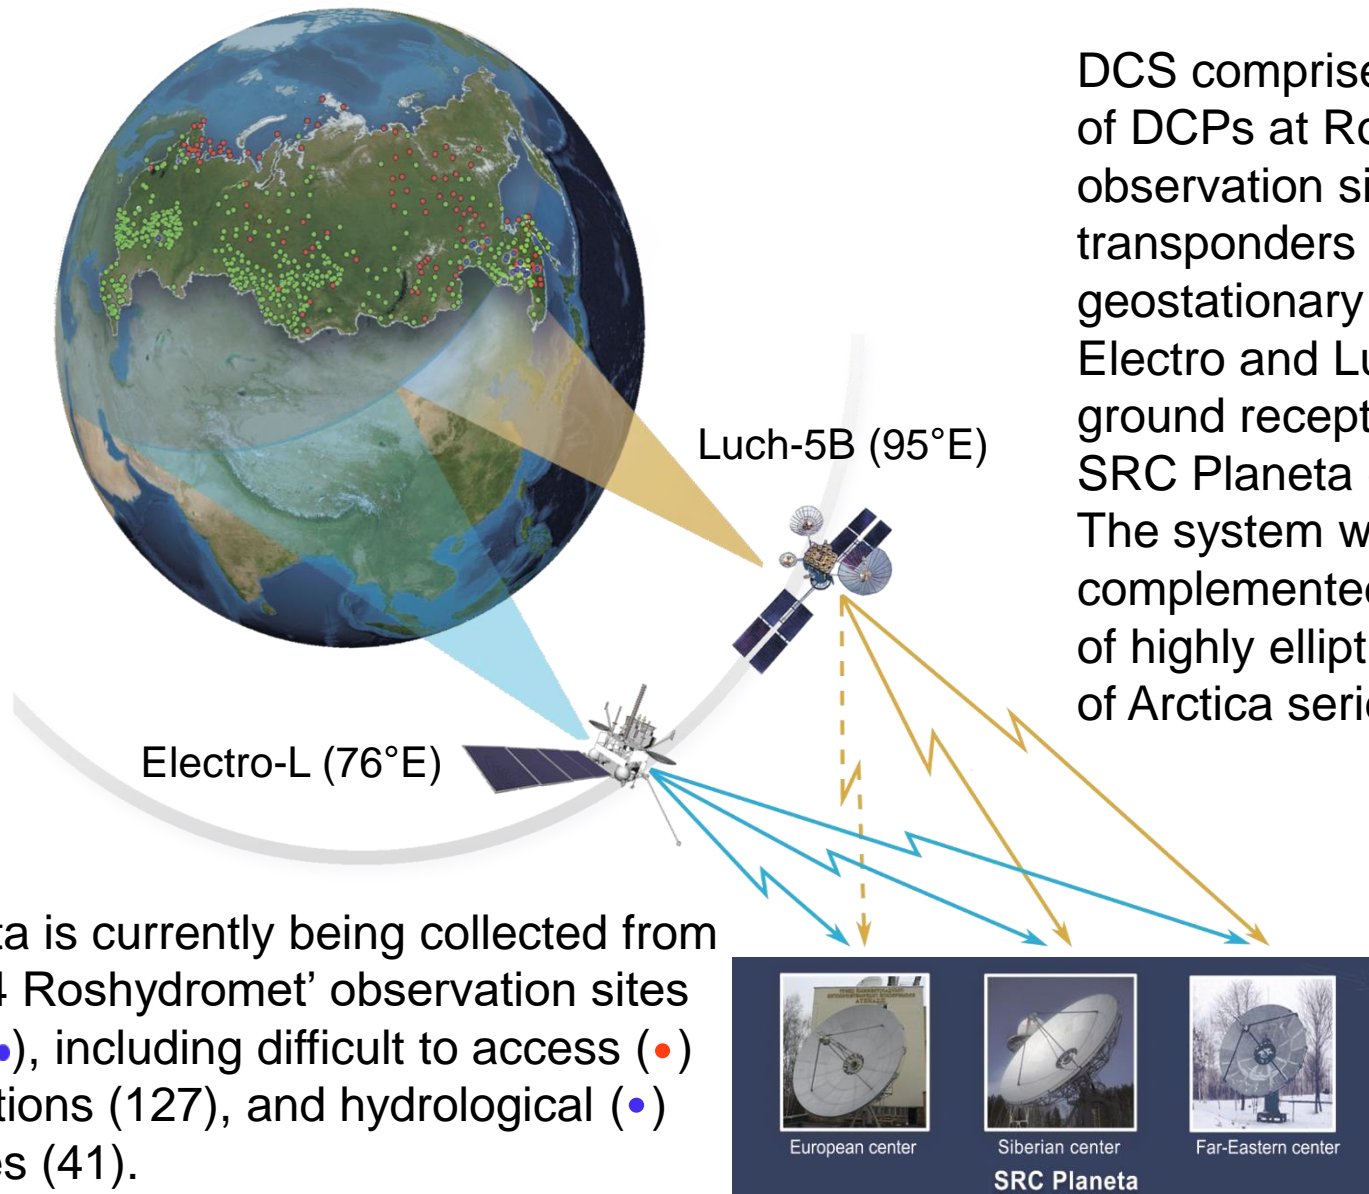 DCS comprise
of DCPs at Ro
observation si
transponders
geostationary
Electro and Lu
ground recept
SRC Planeta
The system w
complemented
of highly ellipt
of Arctica seri
Luch-5B (95°E)
Electro-L (76°E)
ta is currently being collected from
4 Roshydromet’ observation sites
•), including difficult to access (•)
tions (127), and hydrological (•)
es (41).
European center
Siberian center
Far-Eastern center
SRC Planeta